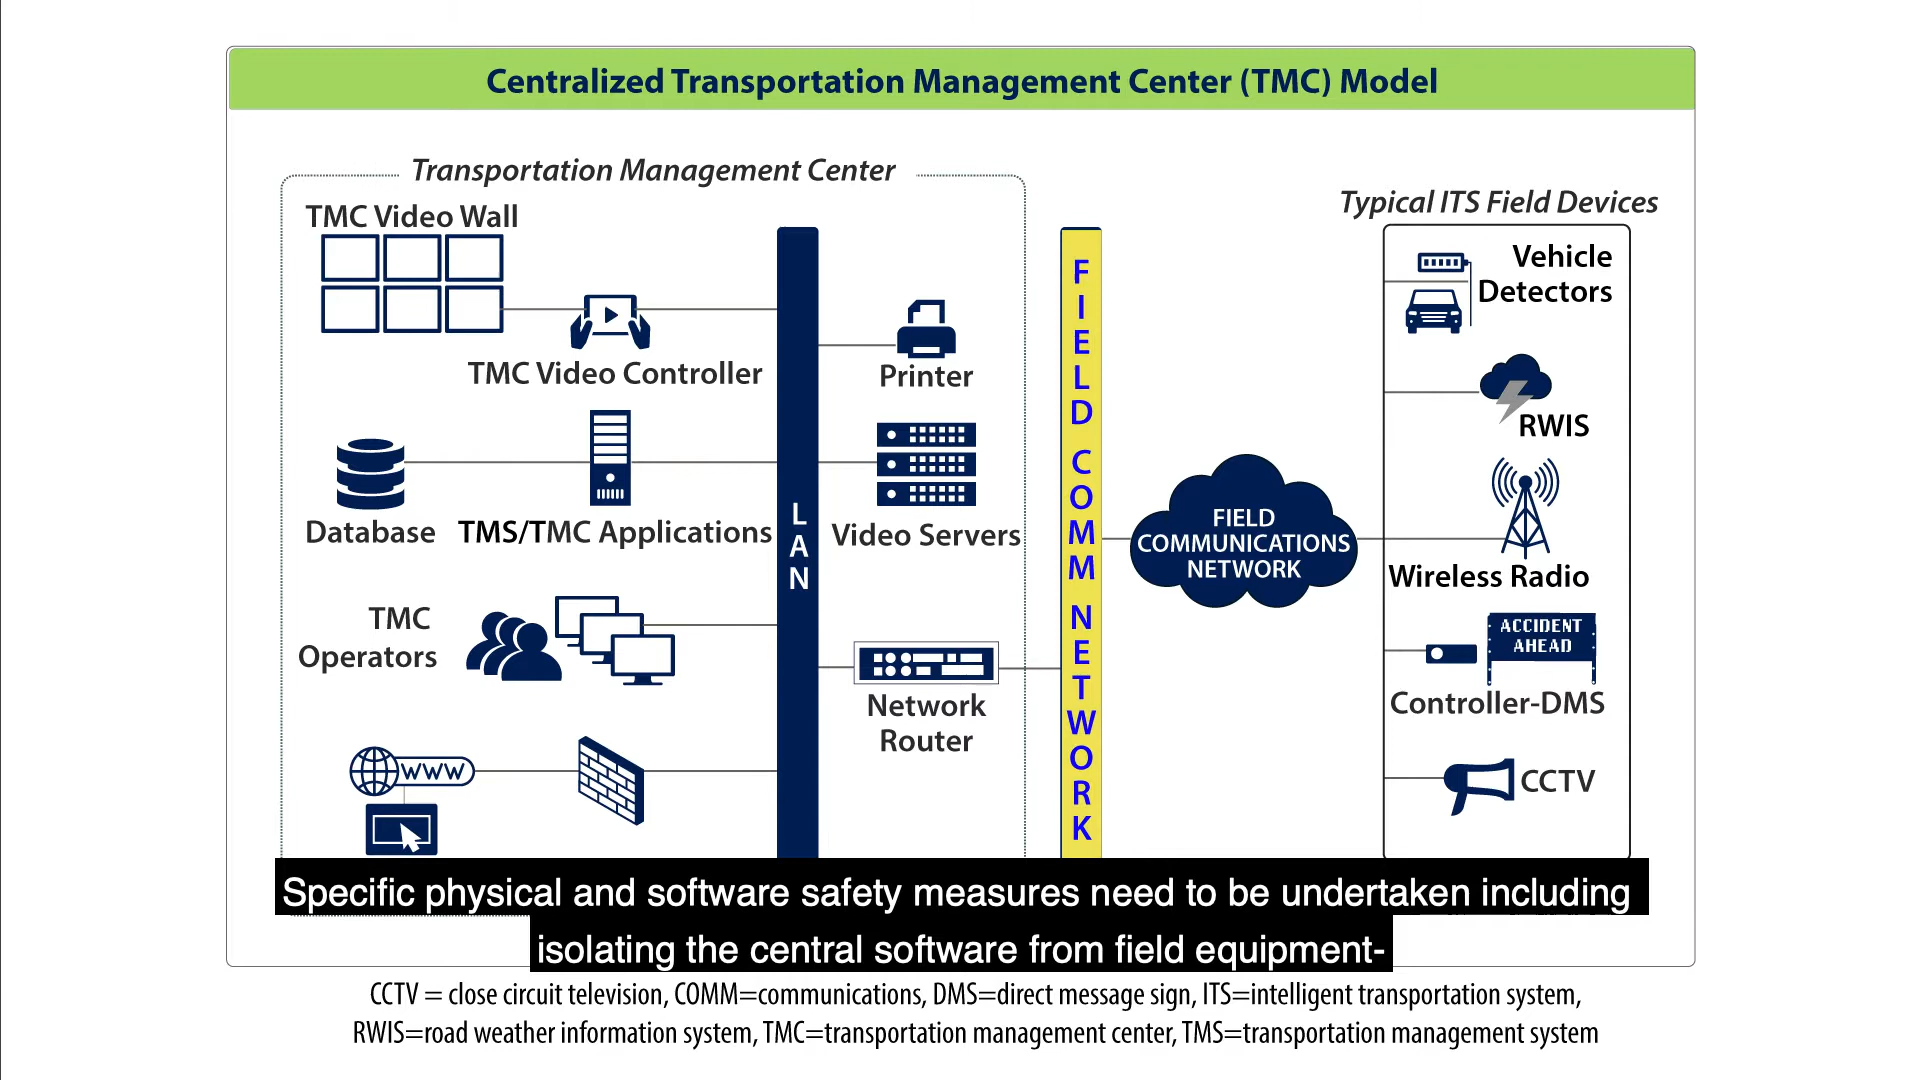 Centralized Transportation Management Center (TMC) Model
Transportation Management Center
Typical ITS Field Devices
TMC Video Wall
TMC Video Controller
Printer
Database
TMS/TMC Applications
Video Servers
TMC
Operators
Network
Router
WWW
LAN
FIELD COMM NETWORK
FIELD
COMMUNICATIONS
NETWORK
Vehicle
Detectors
RWIS
Wireless Radio
ACCIDENT
AHEAD
Controller-DMS
CCTV
Specific physical and software safety measures need to be undertaken including
isolating the central software from field equipment-
CCTV = close circuit television, COMM=communications, DMS=direct message sign, ITS=intelligent transportation system,
RWIS=road weather information system, TMC=transportation management center, TMS=transportation management system